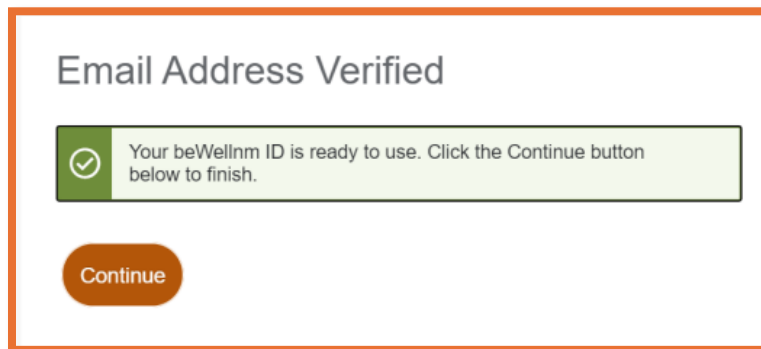 Email Address Verified
Your beWellnm ID is ready to use. Click the Continue button
below to finish.
Continue